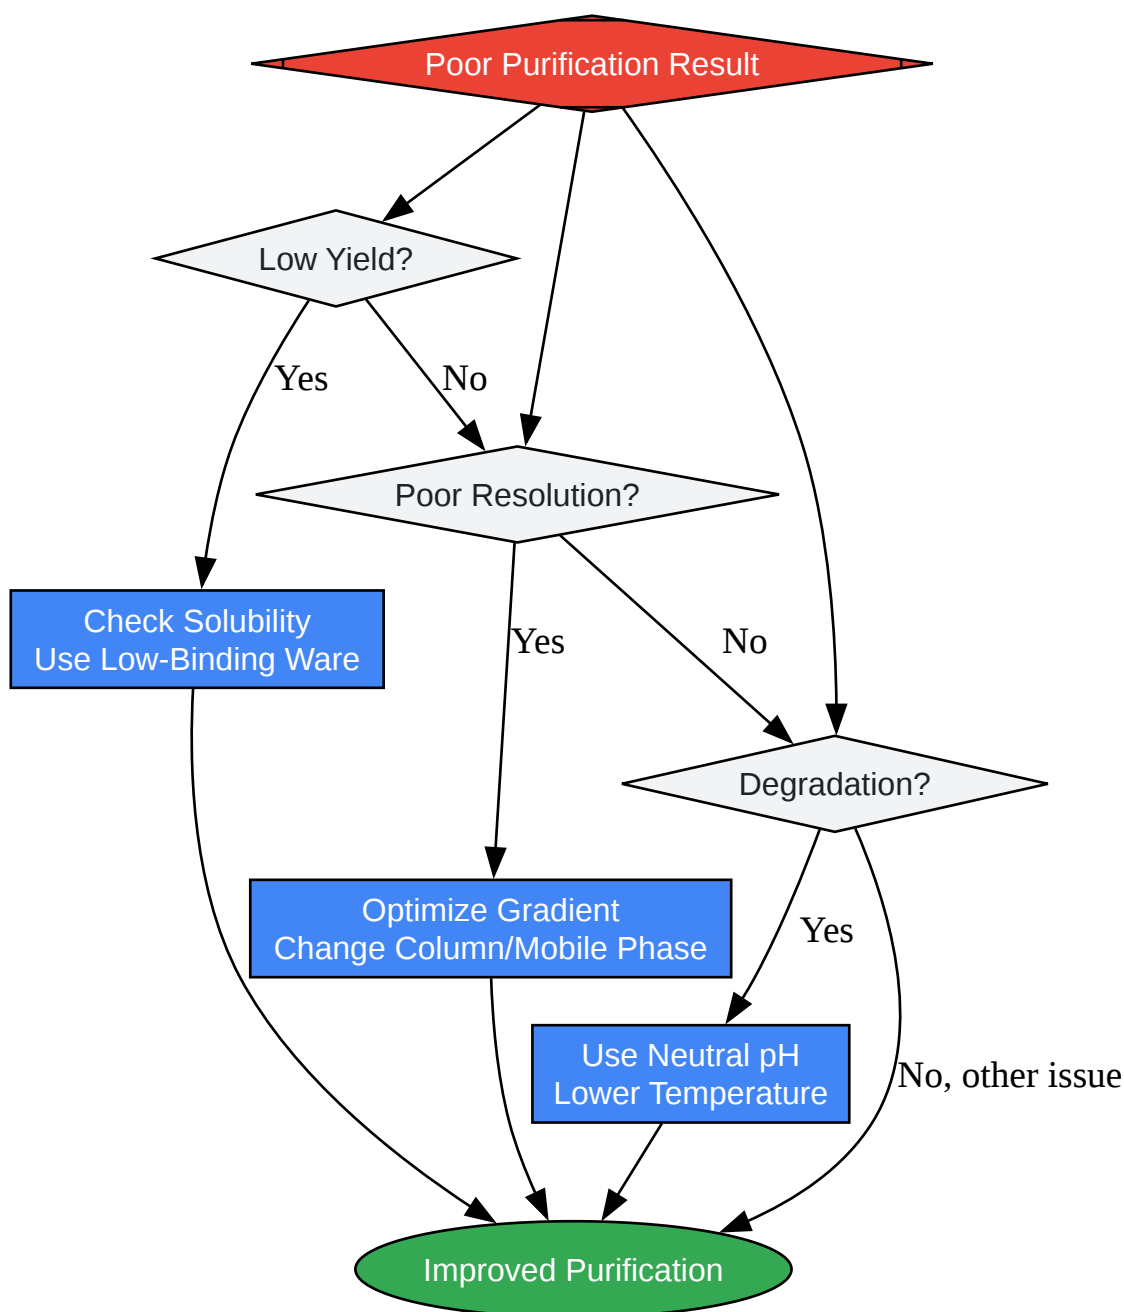 Poor Purification Result
Low Yield?
Yes
No
Poor Resolution?
Check Solubility
Use Low-Binding Ware
Yes
No
Degradation?
Optimize Gradient
Change Column/Mobile Phase
Yes
Use Neutral pH
Lower Temperature
No, other issue
Improved Purification